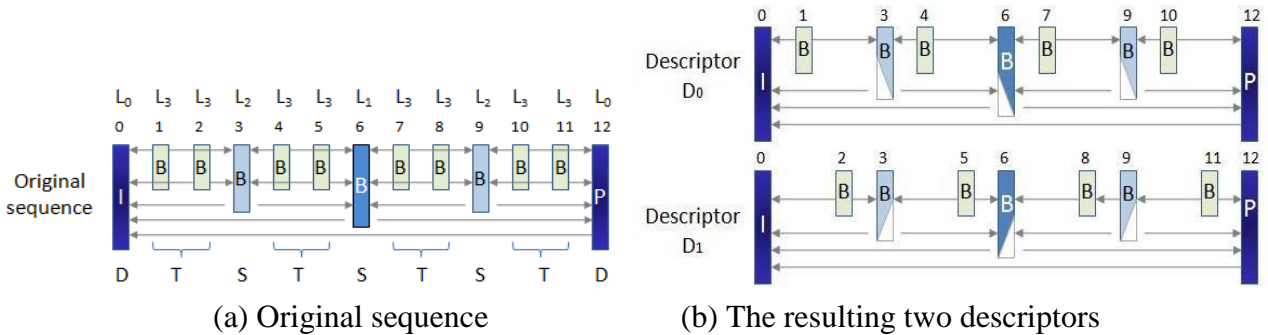 L₀ L₃ L₃ L₂ L₃ L₃ L₁ L₃ L₃ L₂ L₃ L₃ L₀
0 1 2 3 4 5 6 7 8 9 10 11 12
Original sequence
I B B B B B B B B B B B P
D T S T S T S T D
(a) Original sequence
0 1 3 4 6 7 9 10 12
Descriptor D₀
I B B B B B B B P
0 2 3 5 6 8 9 11 12
Descriptor D₁
I B B B B B B B P
(b) The resulting two descriptors